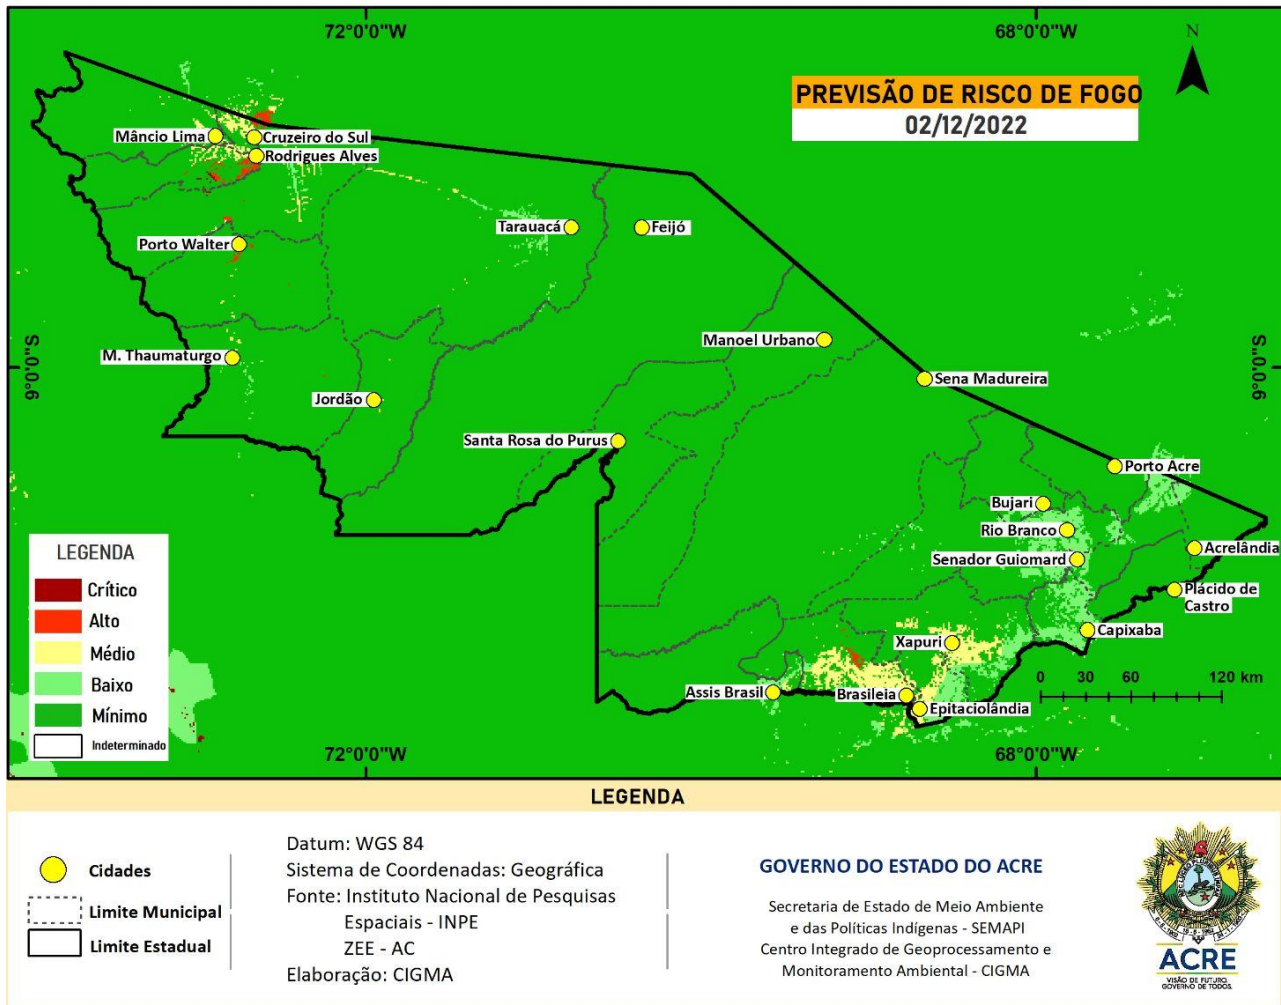 72°0'0"W
68°0'0"W
N
PREVISÃO DE RISCO DE FOGO
02/12/2022
Mâncio Lima
Cruzeiro do Sul
Rodrigues Alves
Tarauacá
Feijó
Porto Walter
Manoel Urbano
M. Thaumaturgo
9°0'0"S
Sena Madureira
9°0'0"S
Jordão
Santa Rosa do Purus
Porto Acre
Bujari
Rio Branco
Senador Guiomard
Acrelândia
Plácido de
Castro
Capixaba
Xapuri
Assis Brasil
Brasileia
Epitaciolândia
0 30 60 120 km
LEGENDA
Crítico
Alto
Médio
Baixo
Mínimo
Indeterminado
72°0'0"W
68°0'0"W
LEGENDA
Cidades
Limite Municipal
Limite Estadual
Datum: WGS 84
Sistema de Coordenadas: Geográfica
Fonte: Instituto Nacional de Pesquisas
Espaciais - INPE
ZEE - AC
Elaboração: CIGMA
GOVERNO DO ESTADO DO ACRE
Secretaria de Estado de Meio Ambiente
e das Políticas Indígenas - SEMAPI
Centro Integrado de Geoprocessamento e
Monitoramento Ambiental - CIGMA
ACRE
VISÃO DE FUTURO.
GOVERNO DE TODOS.